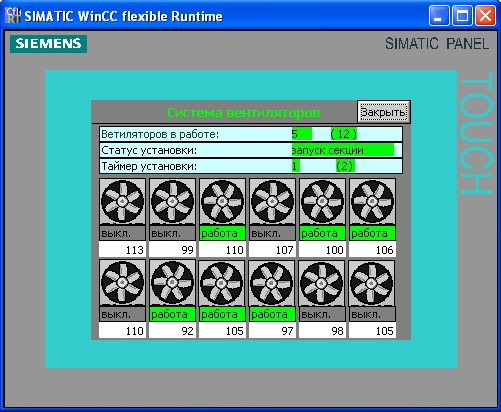 SIMATIC WinCC flexible Runtime
SIEMENS
SIMATIC PANEL
TOUCH
Система вентиляторов
Закрыть
Ветиляторов в работе: 5 ( 12 )
Статус установки: запуск секции
Таймер установки: 1 (2)
выкл. выкл. работа выкл. работа работа
113 99 110 107 100 106
выкл. работа работа работа выкл. выкл.
110 92 105 97 98 105